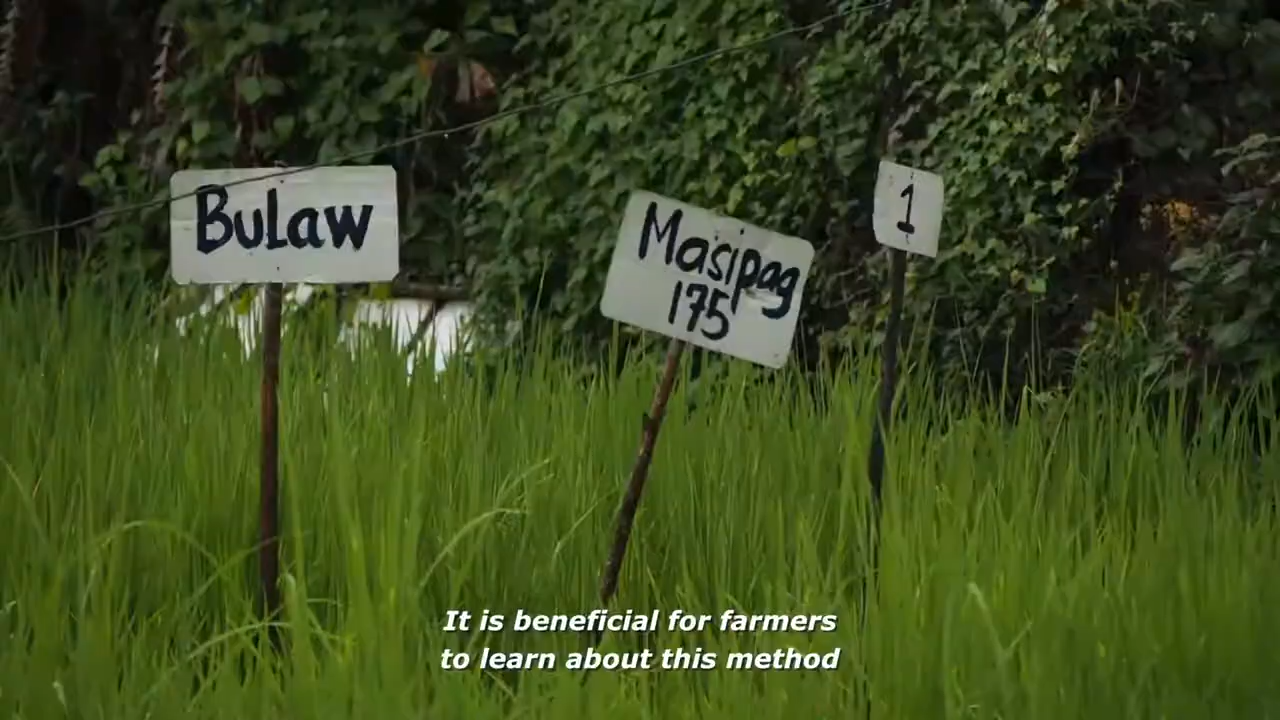 Bulaw
Masipag
175
1
It is beneficial for farmers
to learn about this method